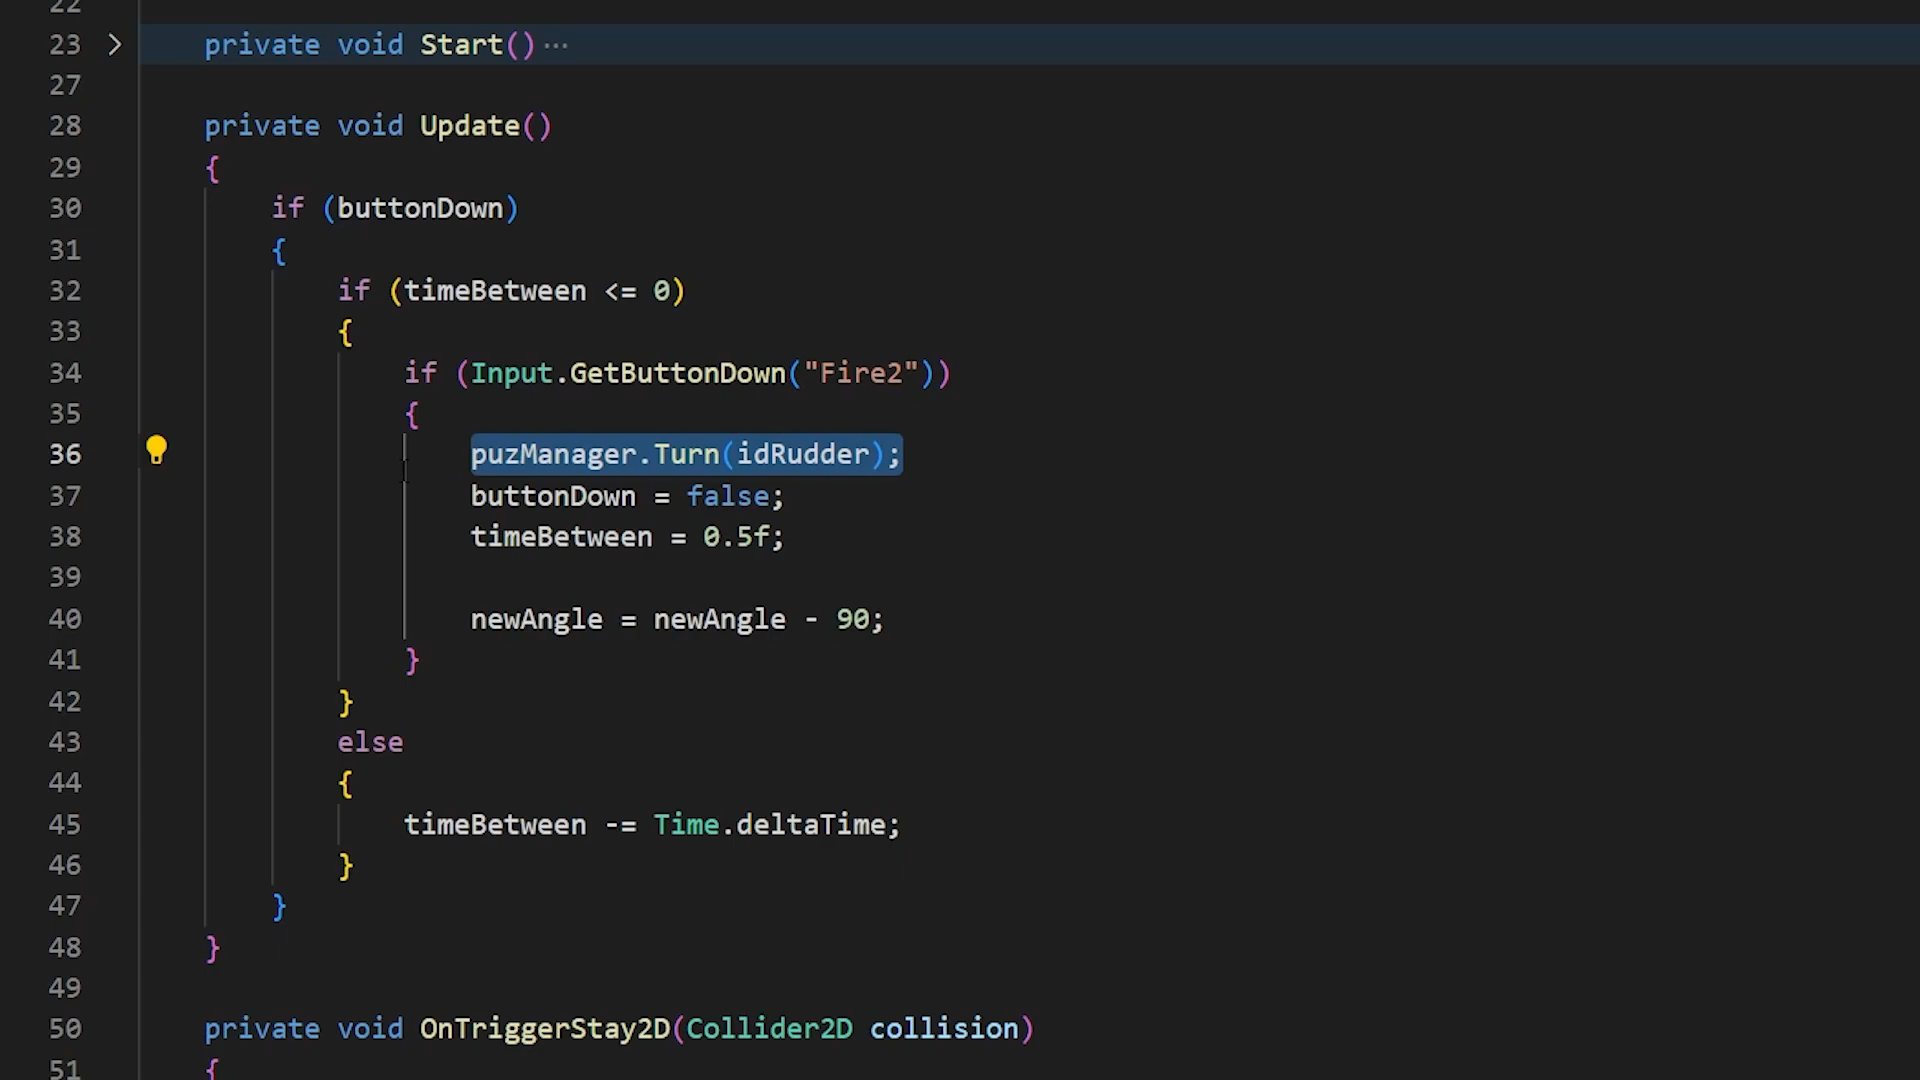 22
23 > private void Start()···
27
28 private void Update()
29 {
30 if (buttonDown)
31 {
32 if (timeBetween <= 0)
33 {
34 if (Input.GetButtonDown("Fire2"))
35 {
36 puzManager.Turn(idRudder);
37 buttonDown = false;
38 timeBetween = 0.5f;
39
40 newAngle = newAngle - 90;
41 }
42 }
43 else
44 {
45 timeBetween -= Time.deltaTime;
46 }
47 }
48 }
49
50 private void OnTriggerStay2D(Collider2D collision)
51 {